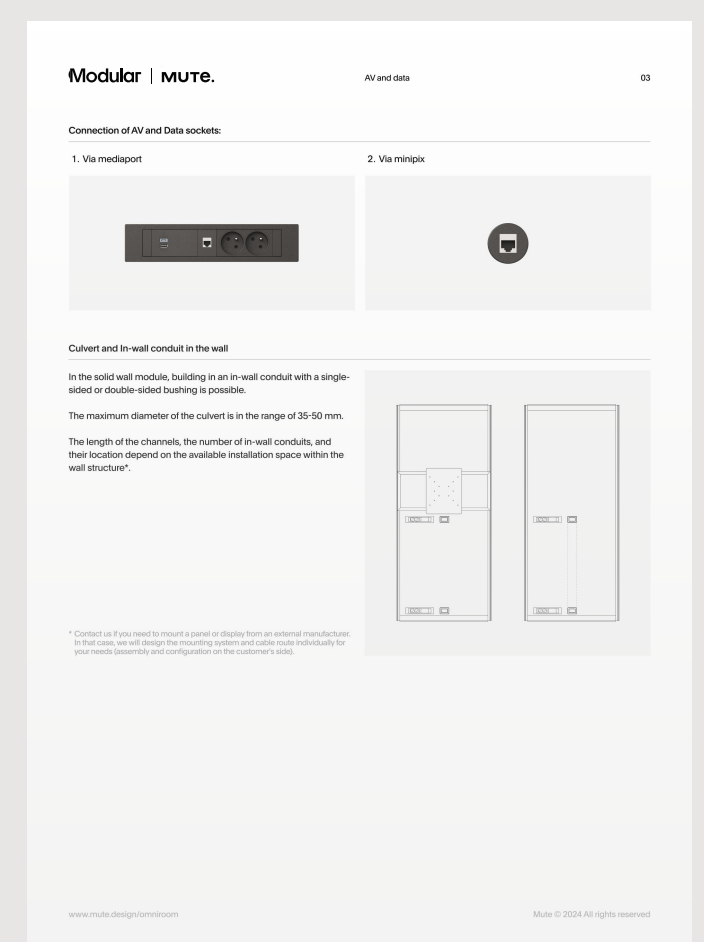 Modular | MUTE.
AV and data
03
Connection of AV and Data sockets:
1. Via mediaport
2. Via minipix
Culvert and In-wall conduit in the wall
In the solid wall module, building in an in-wall conduit with a single-
sided or double-sided bushing is possible.
The maximum diameter of the culvert is in the range of 35-50 mm.
The length of the channels, the number of in-wall conduits, and
their location depend on the available installation space within the
wall structure*.
* Contact us if you need to mount a panel or display from an external manufacturer.
In that case, we will design the mounting system and cable route individually for
your needs (assembly and configuration on the customer's side).
www.mute.design/omniroom
Mute © 2024 All rights reserved